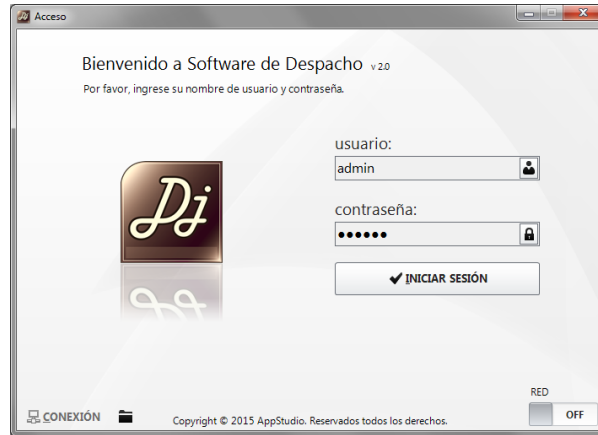 Acceso
Bienvenido a Software de Despacho v 2.0
Por favor, ingrese su nombre de usuario y contraseña.
usuario:
admin
Dj
contraseña:
●●●●●●
INICIAR SESIÓN
RED
CONEXIÓN
Copyright © 2015 AppStudio. Reservados todos los derechos.
OFF